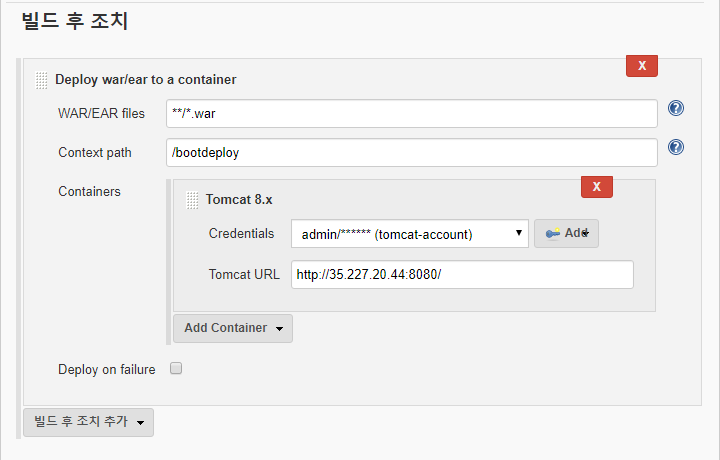 빌드 후 조치
X
Deploy war/ear to a container
WAR/EAR files **/*.war ?
Context path /bootdeploy ?
Containers
X
Tomcat 8.x
Credentials admin/****** (tomcat-account) Add
Tomcat URL http://35.227.20.44:8080/
Add Container
Deploy on failure
빌드 후 조치 추가